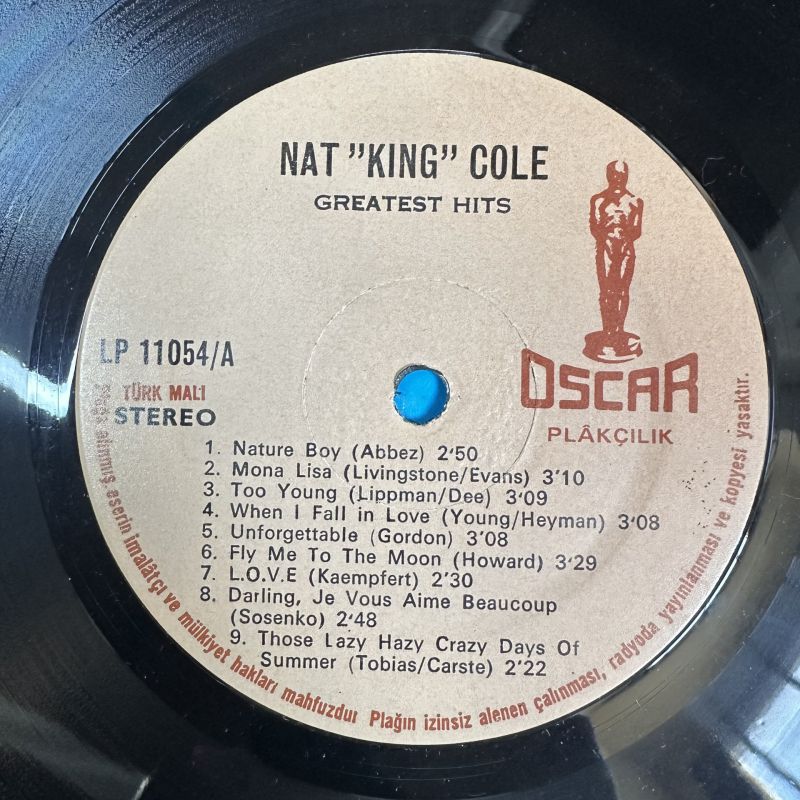 NAT "KING" COLE
GREATEST HITS
LP 11054/A
TÜRK MALI
STEREO
OSCAR
PLÂKÇILIK
1. Nature Boy (Abbez) 2'50
2. Mona Lisa (Livingstone/Evans) 3'10
3. Too Young (Lippman/Dee) 3'09
4. When I Fall in Love (Young/Heyman) 3'08
5. Unforgettable (Gordon) 3'08
6. Fly Me To The Moon (Howard) 3'29
7. L.O.V.E (Kaempfert) 2'30
8. Darling, Je Vous Aime Beaucoup
(Sosenko) 2'48
9. Those Lazy Hazy Crazy Days Of
Summer (Tobias/Carste) 2'22
alınmış eserin imalâtçı ve mülkiyet hakları mahfuzdur Plağın izinsiz alenen çalınması, radyoda yayınlanması ve kopyesi yasaktır.